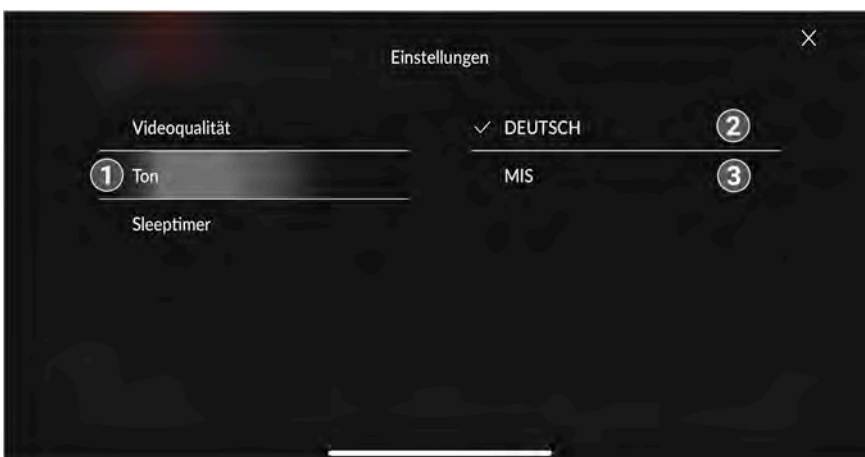 Einstellungen
Videoqualität
1 Ton
Sleeptimer
✓ DEUTSCH 2
MIS 3